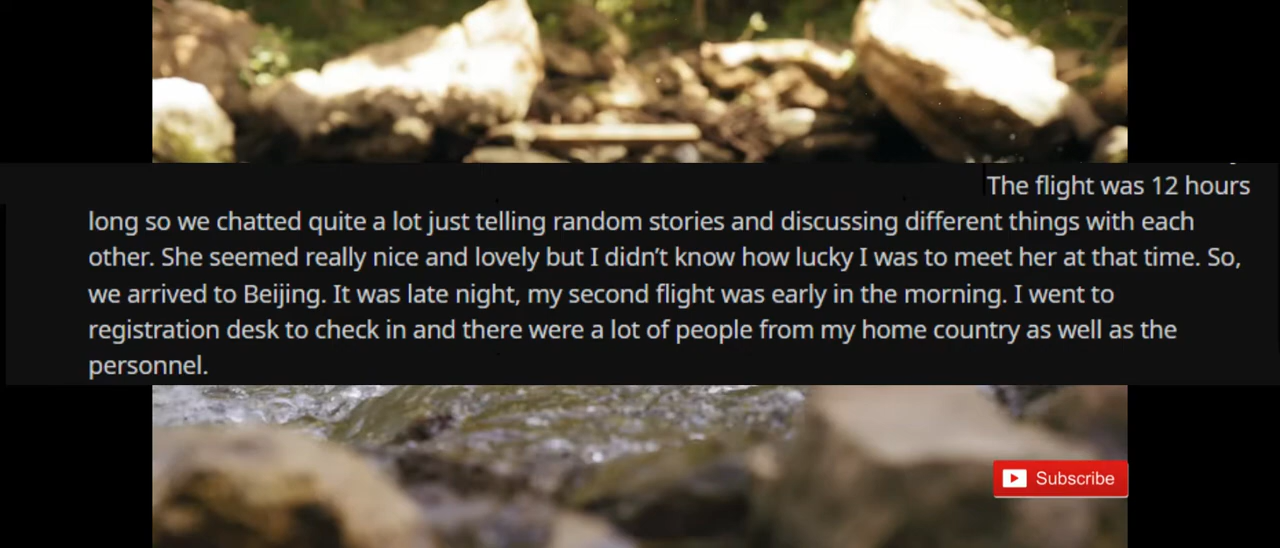 The flight was 12 hours
long so we chatted quite a lot just telling random stories and discussing different things with each
other. She seemed really nice and lovely but I didn’t know how lucky I was to meet her at that time. So,
we arrived to Beijing. It was late night, my second flight was early in the morning. I went to
registration desk to check in and there were a lot of people from my home country as well as the
personnel.
Subscribe